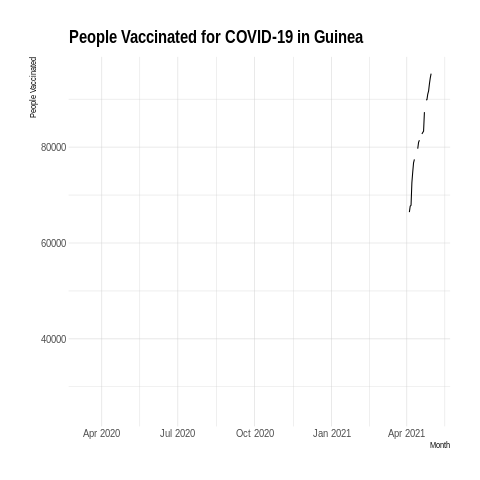 People Vaccinated for COVID-19 in Guinea
People Vaccinated
80000
60000
40000
Apr 2020 Jul 2020 Oct 2020 Jan 2021 Apr 2021
Month